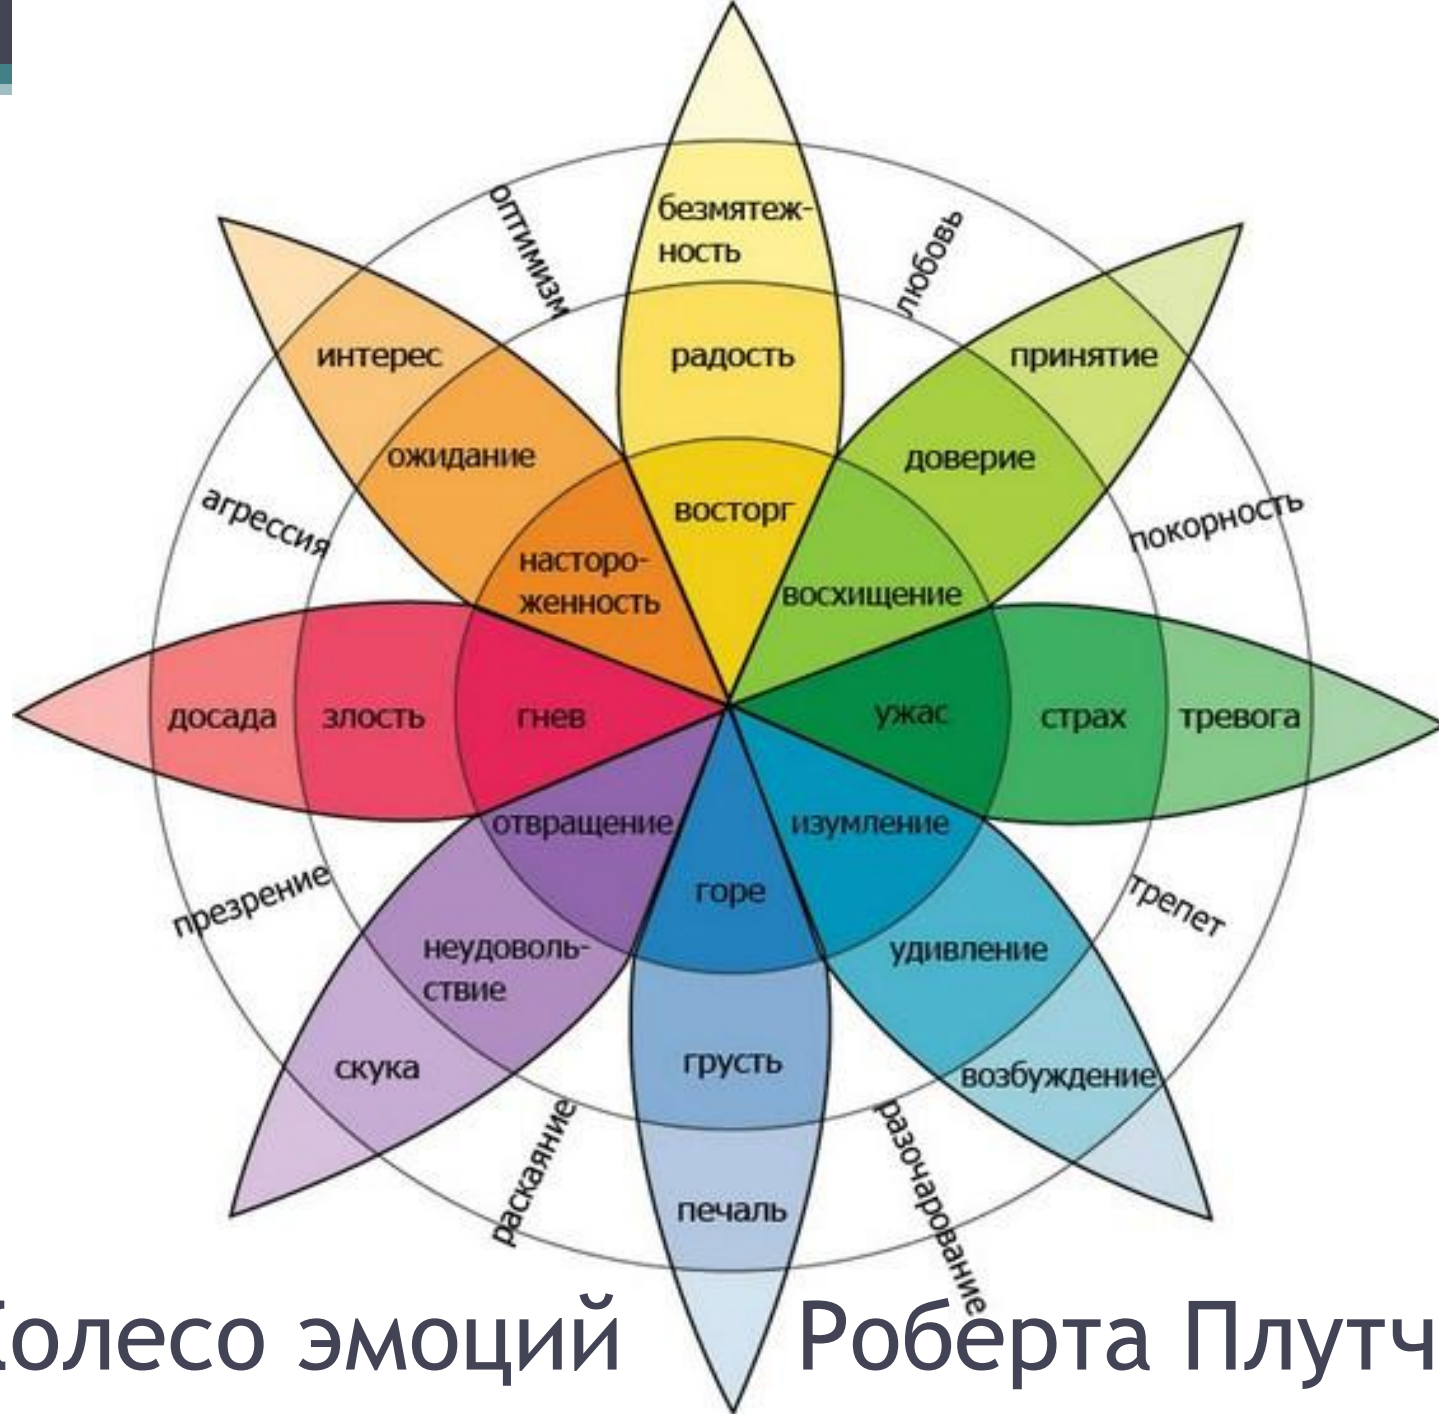 безмятеж-
ность
оптимизм
любовь
интерес
радость
принятие
ожидание
доверие
восторг
агрессия
покорность
насторо-
женность
восхищение
досада
злость
гнев
ужас
страх
тревога
отвращение
изумление
презрение
горе
трепет
неудоволь-
ствие
удивление
скука
грусть
возбуждение
раскаяние
разочарование
печаль
Колесо эмоций Роберта Плутч